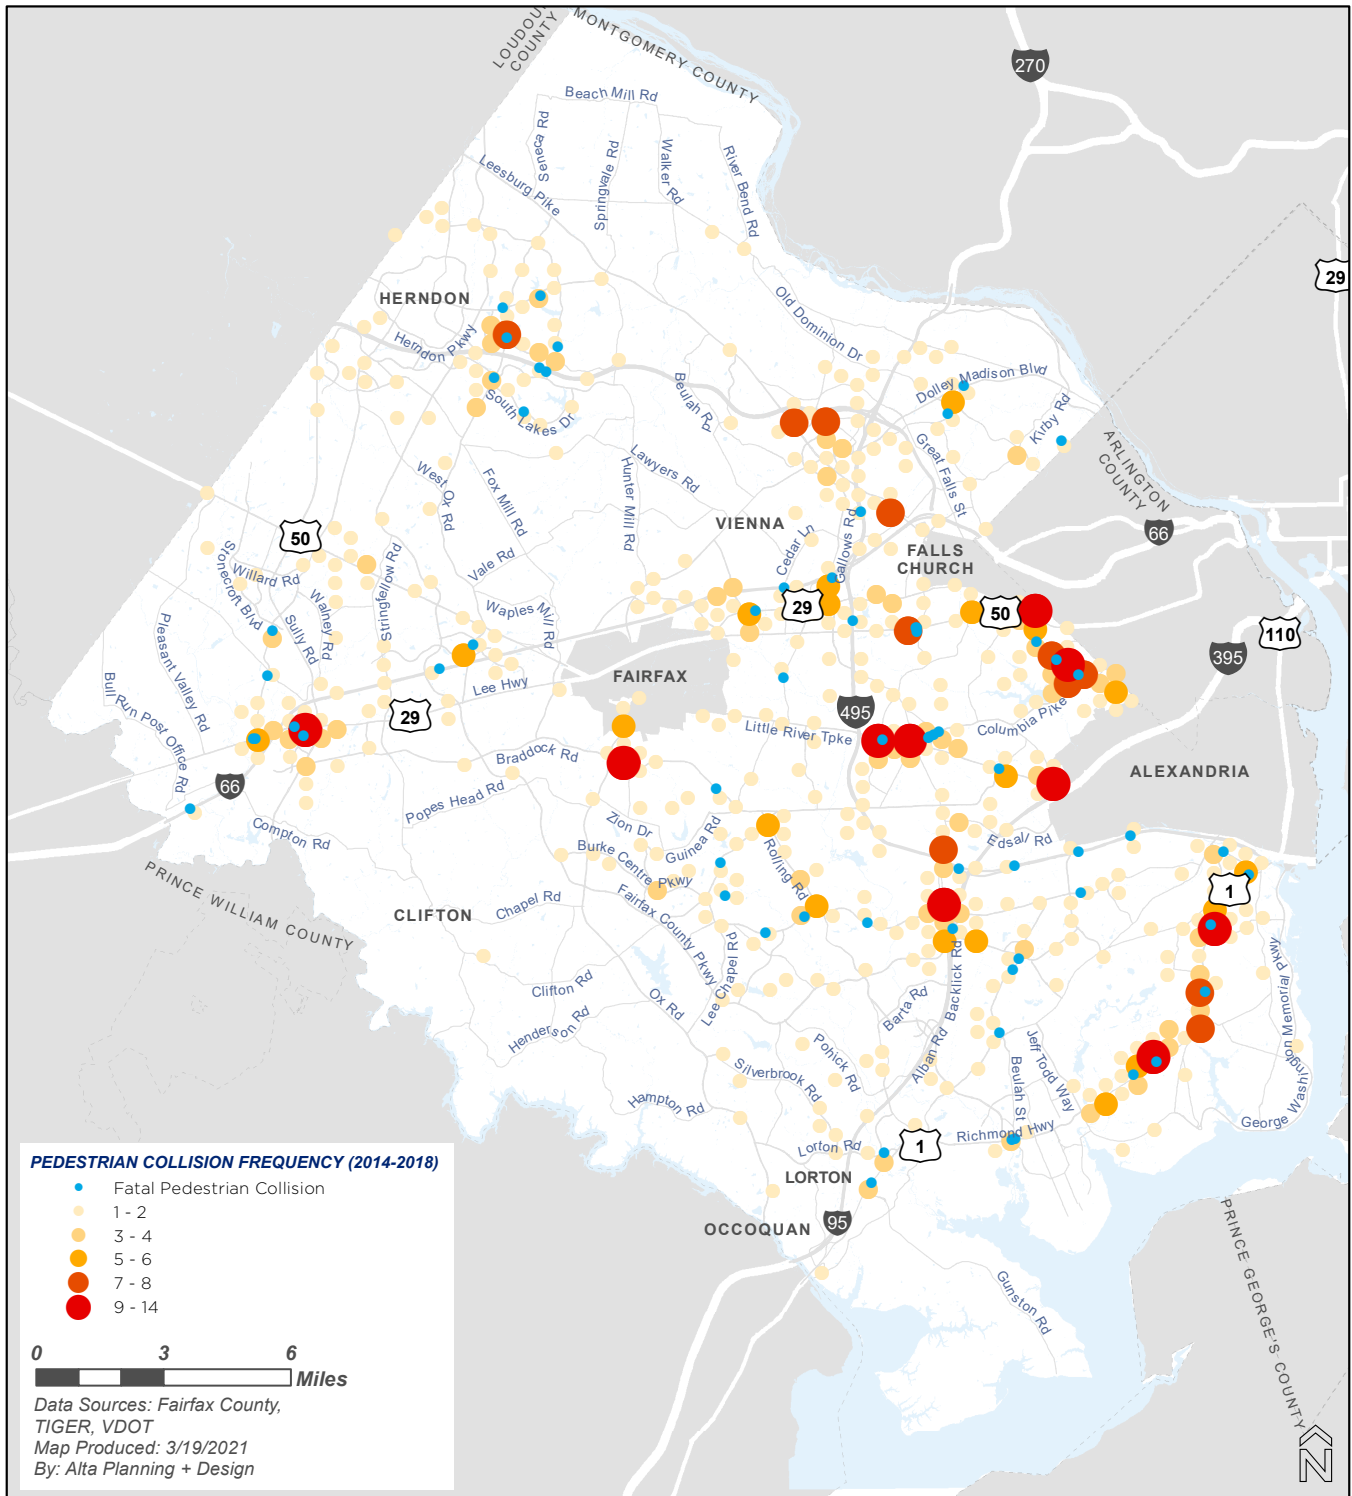 LOUDOUN
COUNTY
MONTGOMERY COUNTY
270
Beach Mill Rd
Seneca Rd
Springvale Rd
Walker Rd
River Bend Rd
Leesburg Pike
29
HERNDON
Herndon Pkwy
Old Dominion Dr
Dolley Madison Blvd
Beulah Rd
Kirby Rd
South Lakes Dr
ARLINGTON
COUNTY
Great Falls St
Lawyers Rd
West Ox Rd
Fox Mill Rd
Hunter Mill Rd
VIENNA
66
50
Cedar Ln
Gallows Rd
FALLS
CHURCH
Stonecroft Blvd
Willard Rd
Vale Rd
Stringfellow Rd
Walney Rd
Waples Mill Rd
29
50
110
Pleasant Valley Rd
Sully Rd
395
FAIRFAX
Bull Run Post Office Rd
Lee Hwy
29
495
Columbia Pike
Little River Tpke
Braddock Rd
ALEXANDRIA
66
Popes Head Rd
Zion Dr
Guinea Rd
Compton Rd
Edsall Rd
Burke Centre Pkwy
Rolling Rd
PRINCE WILLIAM COUNTY
1
Chapel Rd
CLIFTON
Fairfax County Pkwy
Lee Chapel Rd
Backlick Rd
Clifton Rd
Ox Rd
Barta Rd
Henderson Rd
Alban Rd
Jeff Todd Way
Pohick Rd
Beulah St
Silverbrook Rd
George Washington Memorial Pkwy
Hampton Rd
Richmond Hwy
1
Lorton Rd
LORTON
OCCOQUAN
95
PRINCE GEORGE'S COUNTY
Gunston Rd
PEDESTRIAN COLLISION FREQUENCY (2014-2018)
Fatal Pedestrian Collision
1 - 2
3 - 4
5 - 6
7 - 8
9 - 14
0 3 6
Miles
Data Sources: Fairfax County,
TIGER, VDOT
Map Produced: 3/19/2021
By: Alta Planning + Design
N